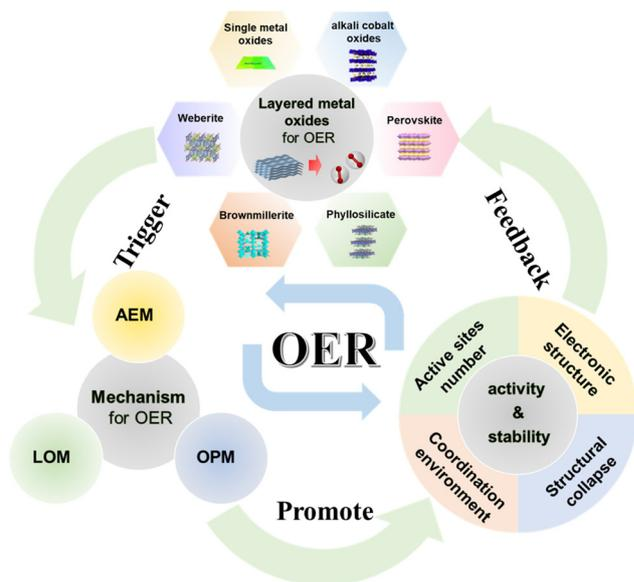 Single metal
oxides
alkali cobalt
oxides
Weberite
Layered metal
oxides
for OER
Perovskite
Brownmillerite
Phyllosilicate
Trigger
Feedback
AEM
Mechanism
for OER
LOM
OPM
OER
Active sites
number
Electronic
structure
activity
&
stability
Coordination
environment
Structural
collapse
Promote